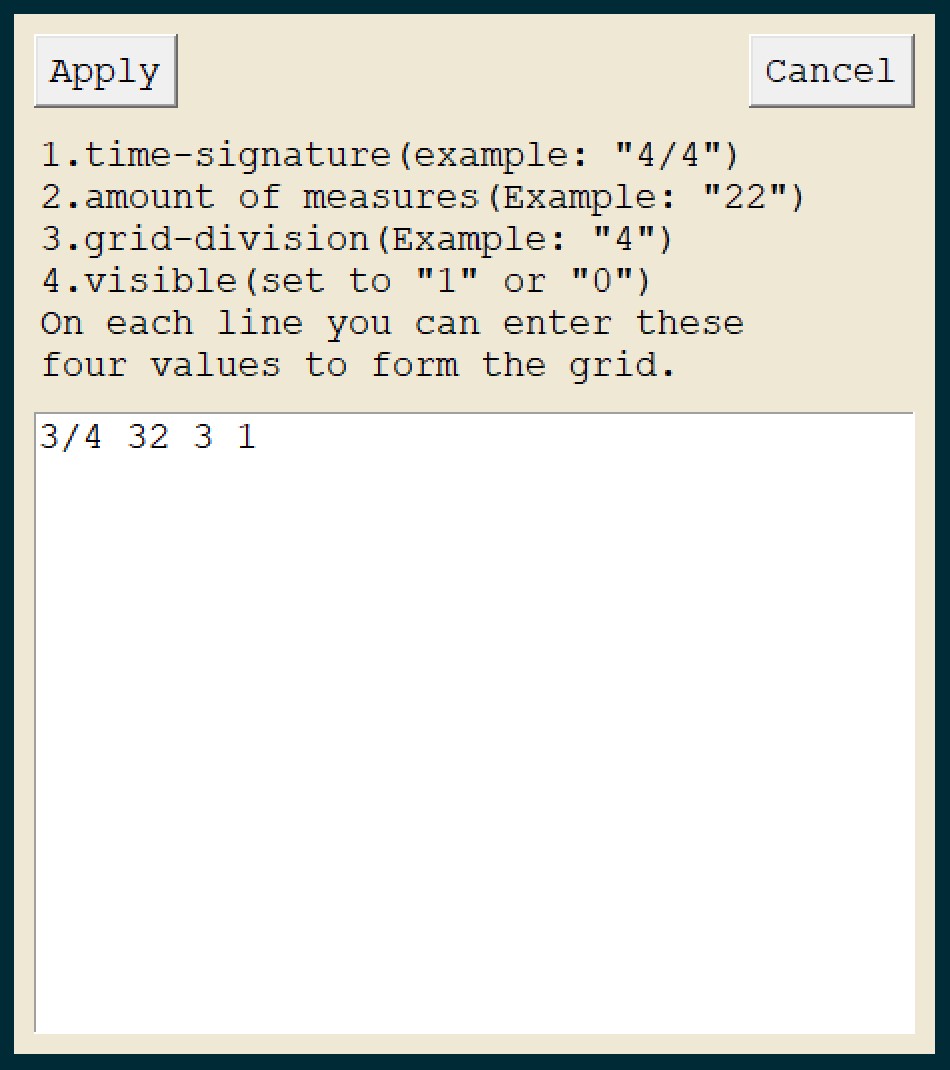 Apply
Cancel
1.time-signature(example: "4/4")
2.amount of measures(Example: "22")
3.grid-division(Example: "4")
4.visible(set to "1" or "0")
On each line you can enter these
four values to form the grid.
3/4 32 3 1